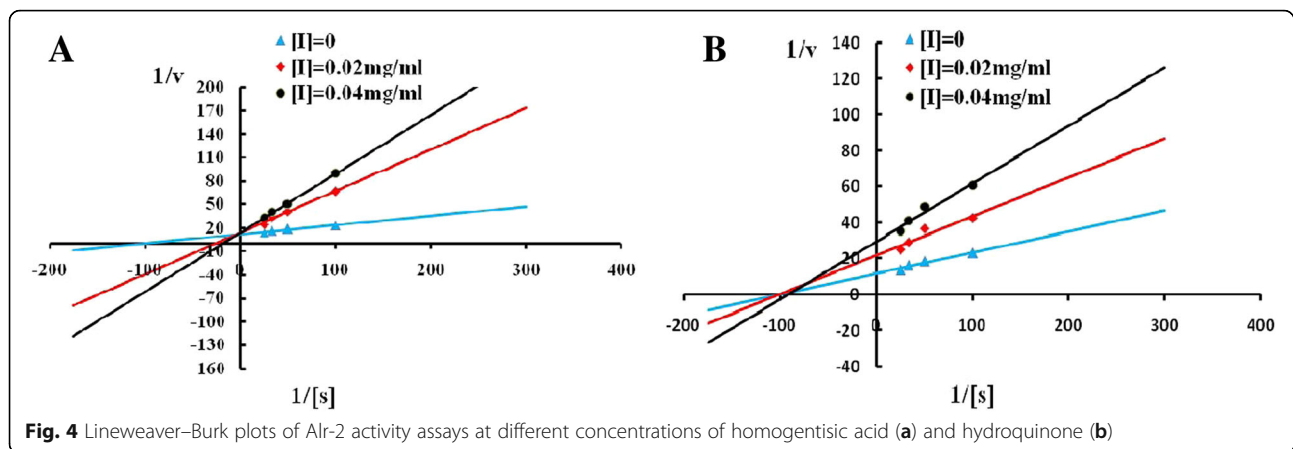 A
[I]=0
[I]=0.02mg/ml
[I]=0.04mg/ml
1/v
200
170
140
110
80
50
20
-10
-40
-70
-100
-130
160
-200
-100
0
100
200
300
400
1/[s]
B
[I]=0
[I]=0.02mg/ml
[I]=0.04mg/ml
1/v
140
120
100
80
60
40
20
0
-20
-40
-200
-100
0
100
200
300
400
1/[s]
Fig. 4 Lineweaver–Burk plots of Alr-2 activity assays at different concentrations of homogentisic acid (a) and hydroquinone (b)